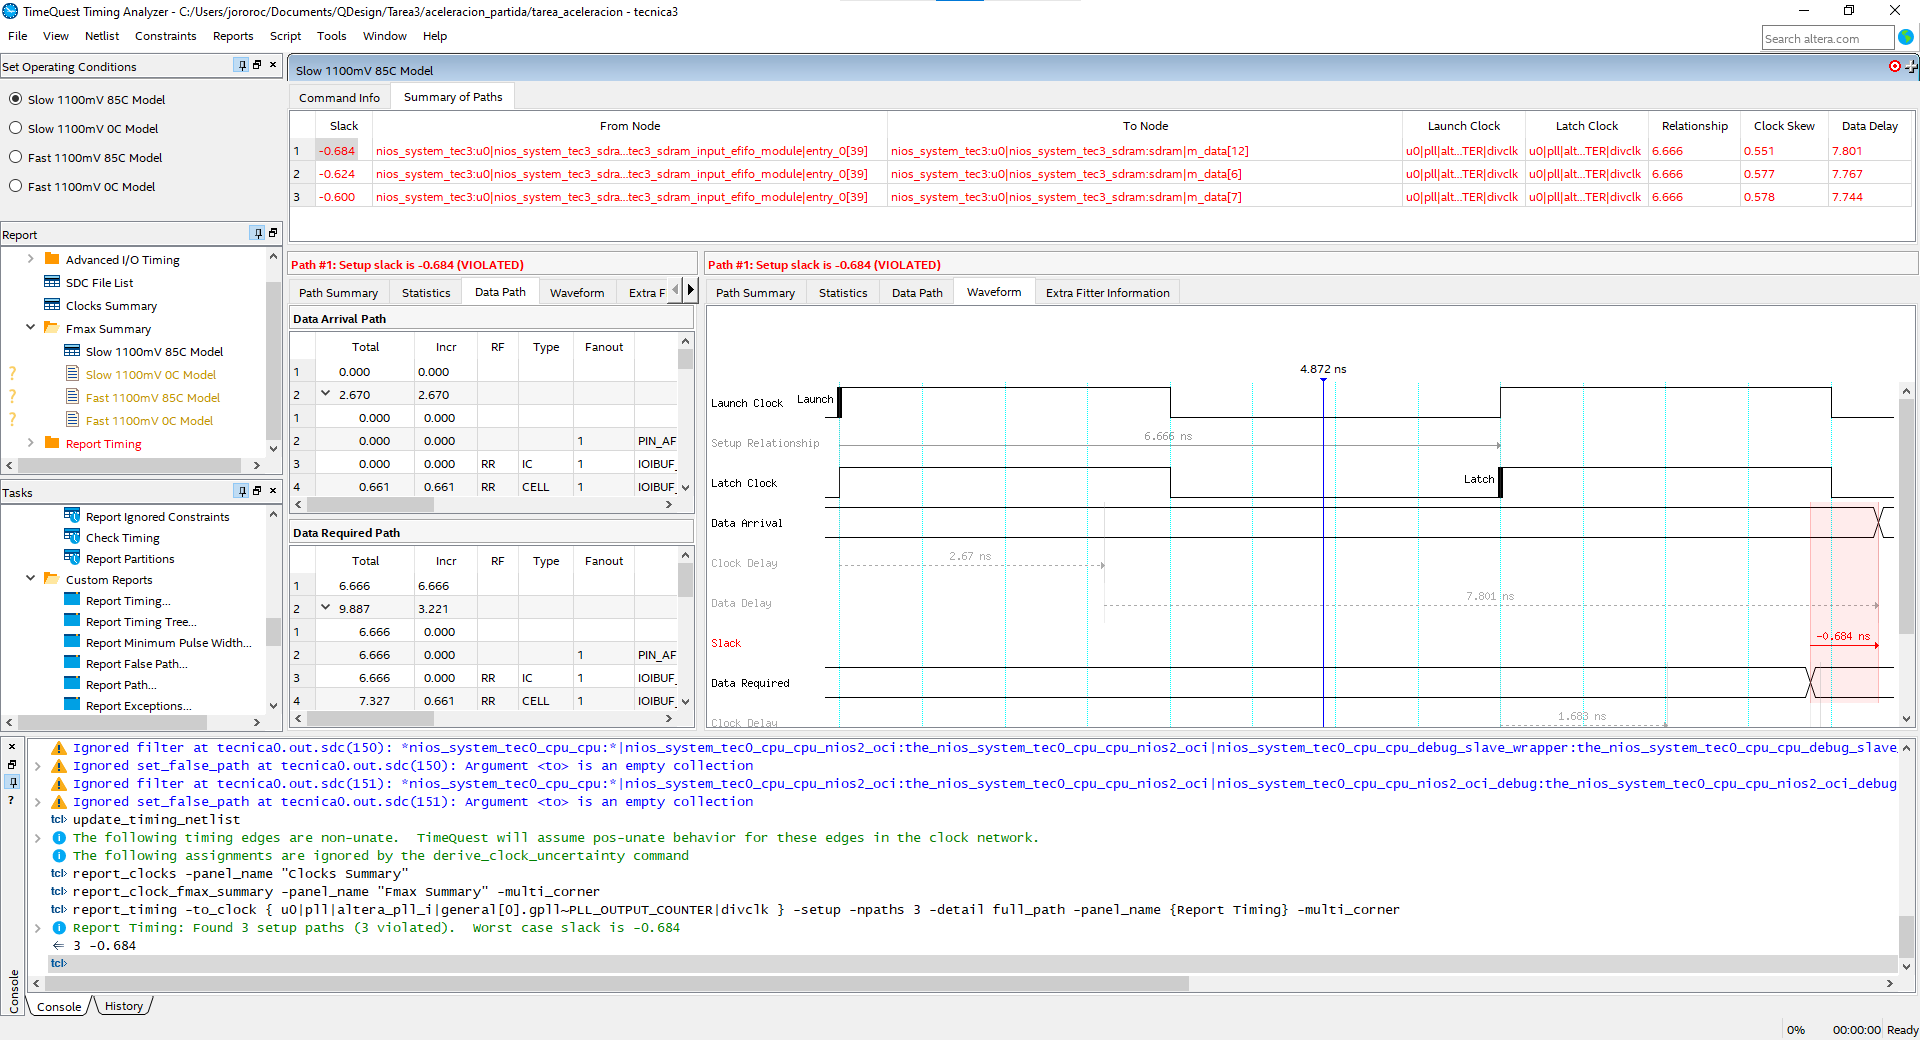 TimeQuest Timing Analyzer - C:/Users/jororoc/Documents/QDesign/Tarea3/aceleracion_partida/tarea_aceleracion - tecnica3
File View Netlist Constraints Reports Script Tools Window Help
Search altera.com
Set Operating Conditions
Slow 1100mV 85C Model
Slow 1100mV 0C Model
Fast 1100mV 85C Model
Fast 1100mV 0C Model
Report
Advanced I/O Timing
SDC File List
Clocks Summary
Fmax Summary
Slow 1100mV 85C Model
? Slow 1100mV 0C Model
? Fast 1100mV 85C Model
? Fast 1100mV 0C Model
Report Timing
Tasks
Report Ignored Constraints
Check Timing
Report Partitions
Custom Reports
Report Timing...
Report Timing Tree...
Report Minimum Pulse Width...
Report False Path...
Report Path...
Report Exceptions...
Slow 1100mV 85C Model
Command Info Summary of Paths
Slack From Node To Node Launch Clock Latch Clock Relationship Clock Skew Data Delay
1 -0.684 nios_system_tec3:u0|nios_system_tec3_sdra...tec3_sdram_input_efifo_module|entry_0[39] nios_system_tec3:u0|nios_system_tec3_sdram:sdram|m_data[12] u0|pll|alt...TER|divclk u0|pll|alt...TER|divclk 6.666 0.551 7.801
2 -0.624 nios_system_tec3:u0|nios_system_tec3_sdra...tec3_sdram_input_efifo_module|entry_0[39] nios_system_tec3:u0|nios_system_tec3_sdram:sdram|m_data[6] u0|pll|alt...TER|divclk u0|pll|alt...TER|divclk 6.666 0.577 7.767
3 -0.600 nios_system_tec3:u0|nios_system_tec3_sdra...tec3_sdram_input_efifo_module|entry_0[39] nios_system_tec3:u0|nios_system_tec3_sdram:sdram|m_data[7] u0|pll|alt...TER|divclk u0|pll|alt...TER|divclk 6.666 0.578 7.744
Path #1: Setup slack is -0.684 (VIOLATED)
Path Summary Statistics Data Path Waveform Extra F
Data Arrival Path
Total Incr RF Type Fanout
1 0.000 0.000
2 2.670 2.670
1 0.000 0.000
2 0.000 0.000 1 PIN_AF
3 0.000 0.000 RR IC 1 IOIBUF_
4 0.661 0.661 RR CELL 1 IOIBUF_
Data Required Path
Total Incr RF Type Fanout
1 6.666 6.666
2 9.887 3.221
1 6.666 0.000
2 6.666 0.000 1 PIN_AF
3 6.666 0.000 RR IC 1 IOIBUF_
4 7.327 0.661 RR CELL 1 IOIBUF_
Path #1: Setup slack is -0.684 (VIOLATED)
Path Summary Statistics Data Path Waveform Extra Fitter Information
4.872 ns
Launch Clock Launch
Setup Relationship 6.666 ns
Latch Clock Latch
Data Arrival
Clock Delay 2.67 ns
Data Delay 7.801 ns
Slack -0.684 ns
Data Required
Clock Delay 1.683 ns
Ignored filter at tecnica0.out.sdc(150): *nios_system_tec0_cpu_cpu:*|nios_system_tec0_cpu_cpu_nios2_oci:the_nios_system_tec0_cpu_cpu_nios2_oci|nios_system_tec0_cpu_cpu_debug_slave_wrapper:the_nios_system_tec0_cpu_cpu_debug_slave_
Ignored set_false_path at tecnica0.out.sdc(150): Argument <to> is an empty collection
Ignored filter at tecnica0.out.sdc(151): *nios_system_tec0_cpu_cpu:*|nios_system_tec0_cpu_cpu_nios2_oci:the_nios_system_tec0_cpu_cpu_nios2_oci|nios_system_tec0_cpu_cpu_nios2_oci_debug:the_nios_system_tec0_cpu_cpu_nios2_oci_debug
Ignored set_false_path at tecnica0.out.sdc(151): Argument <to> is an empty collection
tcl> update_timing_netlist
The following timing edges are non-unate.  TimeQuest will assume pos-unate behavior for these edges in the clock network.
The following assignments are ignored by the derive_clock_uncertainty command
tcl> report_clocks -panel_name "Clocks Summary"
tcl> report_clock_fmax_summary -panel_name "Fmax Summary" -multi_corner
tcl> report_timing -to_clock { u0|pll|altera_pll_i|general[0].gpll~PLL_OUTPUT_COUNTER|divclk } -setup -npaths 3 -detail full_path -panel_name {Report Timing} -multi_corner
Report Timing: Found 3 setup paths (3 violated).  Worst case slack is -0.684
3 -0.684
tcl>
Console
Console History
0% 00:00:00 Ready